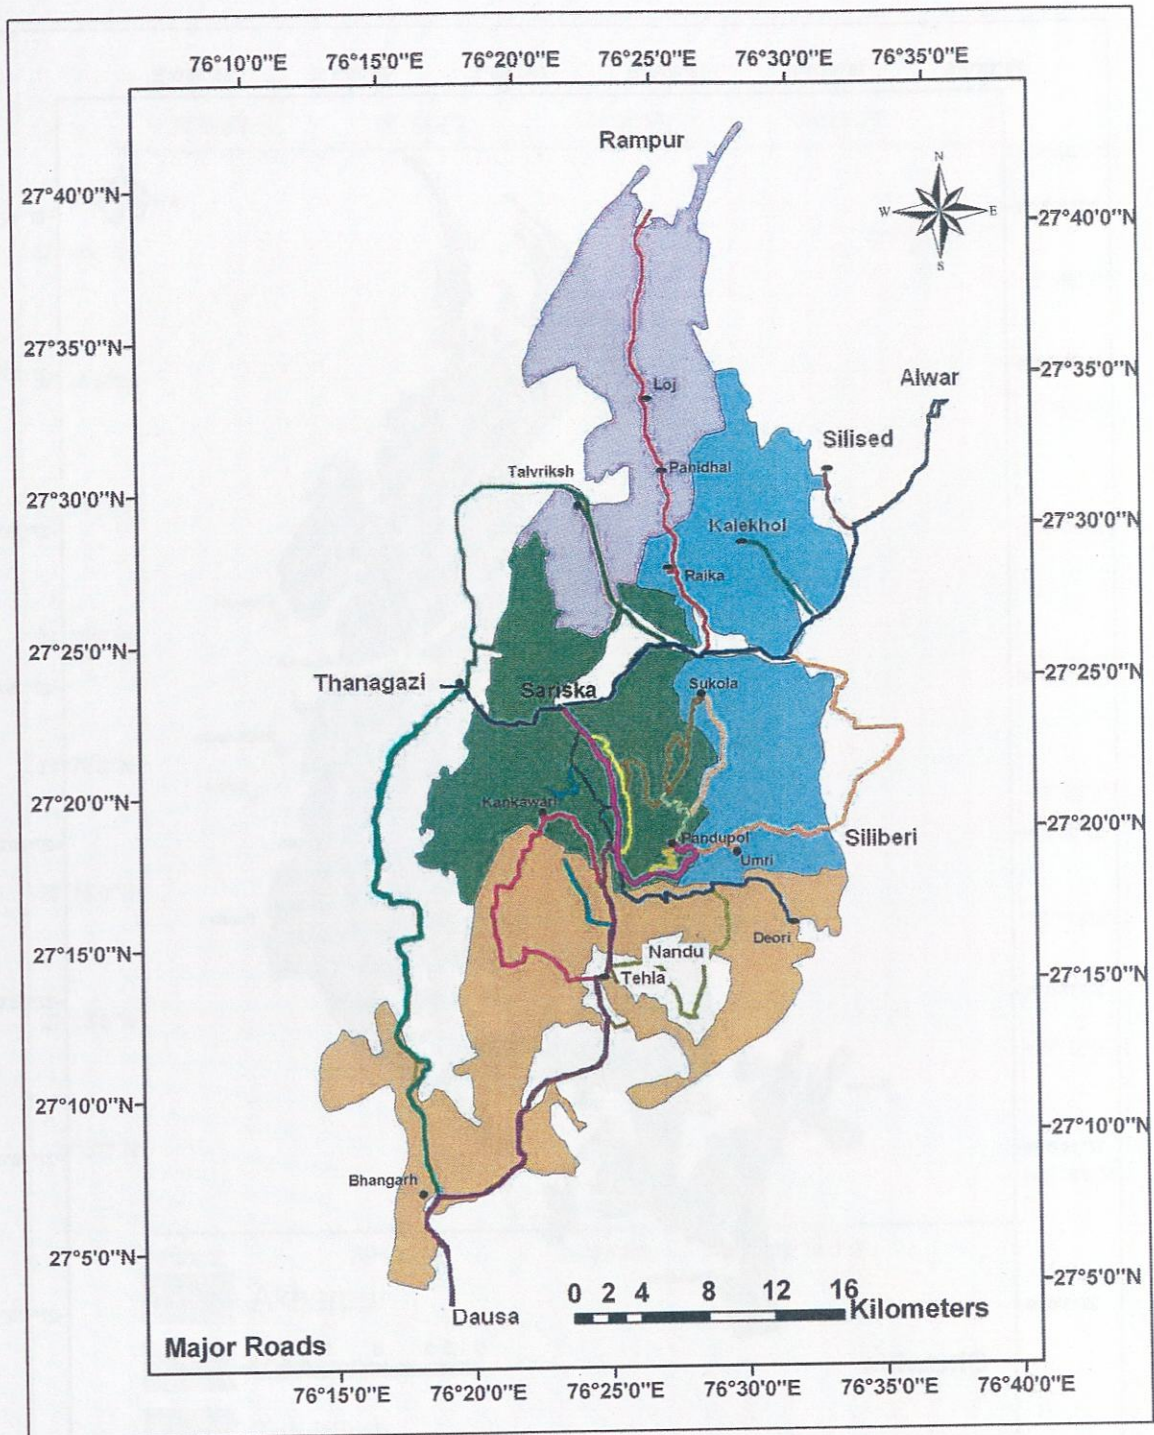 76°10'0"E 76°15'0"E 76°20'0"E 76°25'0"E 76°30'0"E 76°35'0"E
Rampur
N
W E
S
27°40'0"N
27°40'0"N
27°35'0"N
27°35'0"N
Alwar
Loj
Silised
Talvriksh
Panidhal
27°30'0"N
27°30'0"N
Kalekhol
Raika
27°25'0"N
27°25'0"N
Thanagazi
Sariska
Sukola
27°20'0"N
27°20'0"N
Kankawari
Pandupol
Siliberi
Umri
Deori
27°15'0"N
27°15'0"N
Nandu
Tehla
27°10'0"N
27°10'0"N
Bhangarh
27°5'0"N
27°5'0"N
0 2 4 8 12 16
Kilometers
Dausa
Major Roads
76°15'0"E 76°20'0"E 76°25'0"E 76°30'0"E 76°35'0"E 76°40'0"E